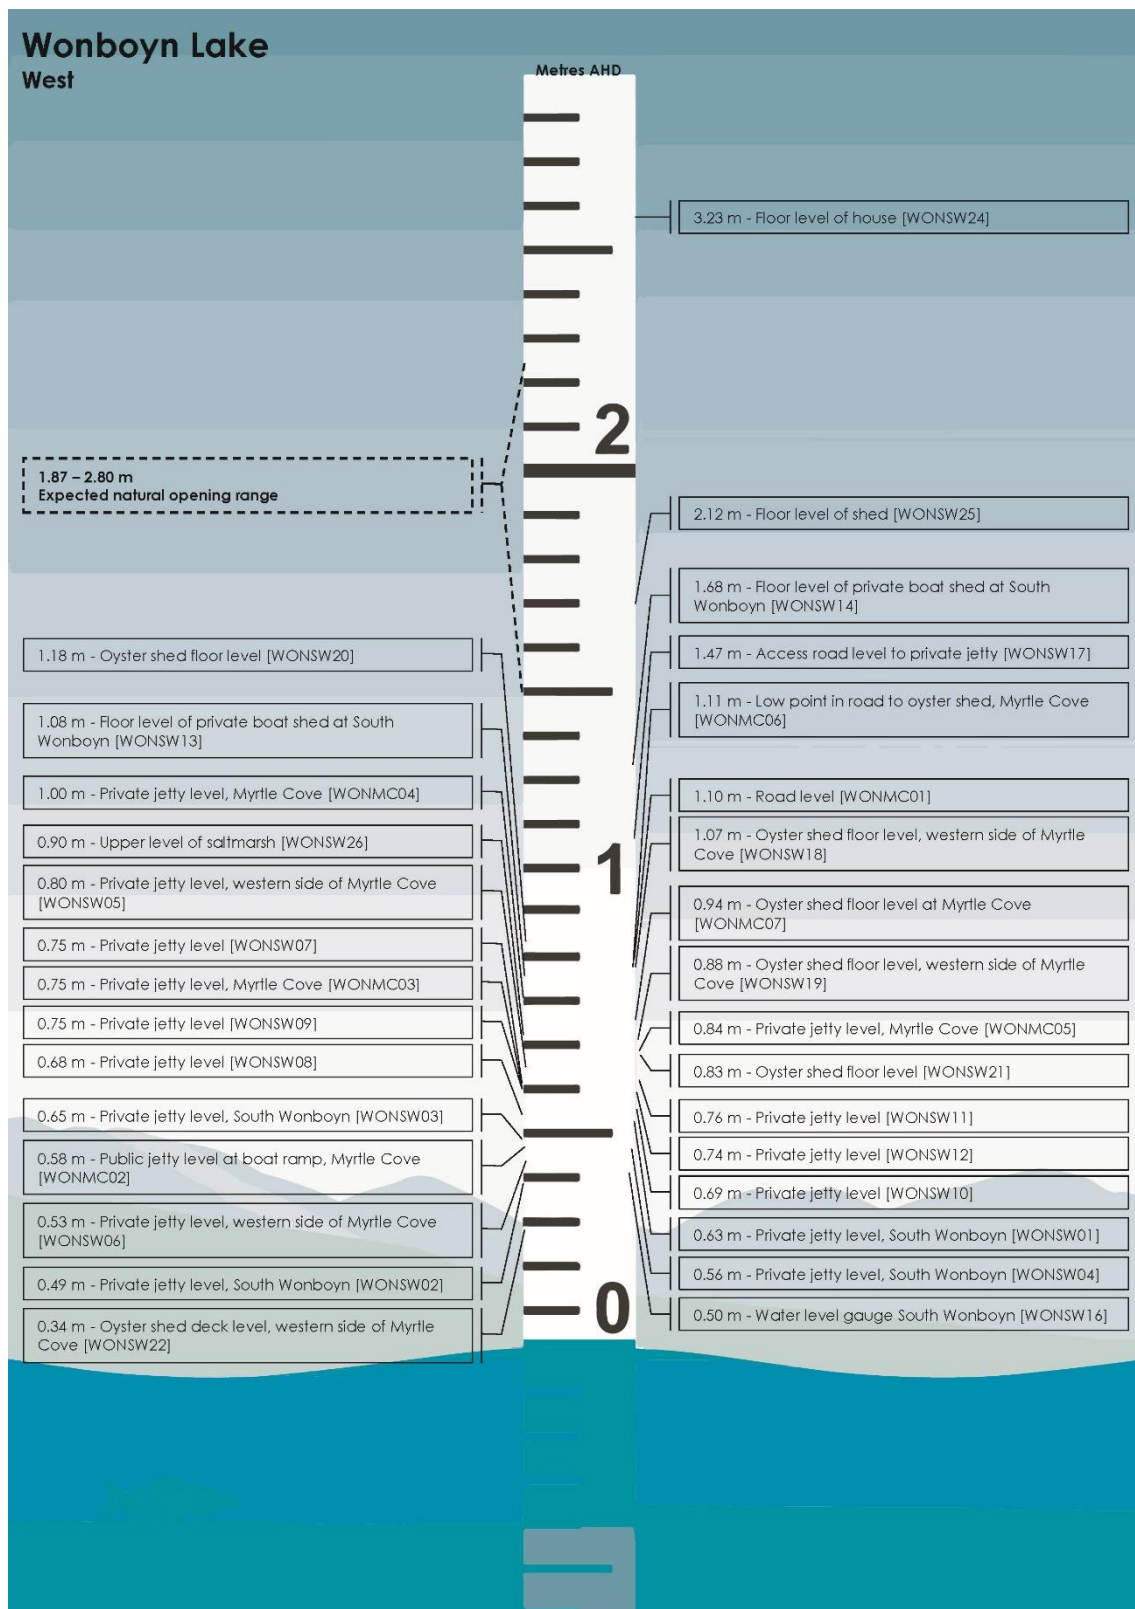 Wonboyn Lake
West
Metres AHD
3.23 m - Floor level of house [WONSW24]
2
1.87 – 2.80 m
Expected natural opening range
2.12 m - Floor level of shed [WONSW25]
1.68 m - Floor level of private boat shed at South
Wonboyn [WONSW14]
1.18 m - Oyster shed floor level [WONSW20]
1.47 m - Access road level to private jetty [WONSW17]
1.11 m - Low point in road to oyster shed, Myrtle Cove
[WONMC06]
1.08 m - Floor level of private boat shed at South
Wonboyn [WONSW13]
1.00 m - Private jetty level, Myrtle Cove [WONMC04]
1.10 m - Road level [WONMC01]
0.90 m - Upper level of saltmarsh [WONSW26]
1.07 m - Oyster shed floor level, western side of Myrtle
Cove [WONSW18]
1
0.80 m - Private jetty level, western side of Myrtle Cove
[WONSW05]
0.94 m - Oyster shed floor level at Myrtle Cove
[WONMC07]
0.75 m - Private jetty level [WONSW07]
0.88 m - Oyster shed floor level, western side of Myrtle
Cove [WONSW19]
0.75 m - Private jetty level, Myrtle Cove [WONMC03]
0.75 m - Private jetty level [WONSW09]
0.84 m - Private jetty level, Myrtle Cove [WONMC05]
0.68 m - Private jetty level [WONSW08]
0.83 m - Oyster shed floor level [WONSW21]
0.65 m - Private jetty level, South Wonboyn [WONSW03]
0.76 m - Private jetty level [WONSW11]
0.58 m - Public jetty level at boat ramp, Myrtle Cove
[WONMC02]
0.74 m - Private jetty level [WONSW12]
0.69 m - Private jetty level [WONSW10]
0.53 m - Private jetty level, western side of Myrtle Cove
[WONSW06]
0.63 m - Private jetty level, South Wonboyn [WONSW01]
0.49 m - Private jetty level, South Wonboyn [WONSW02]
0.56 m - Private jetty level, South Wonboyn [WONSW04]
0
0.34 m - Oyster shed deck level, western side of Myrtle
Cove [WONSW22]
0.50 m - Water level gauge South Wonboyn [WONSW16]